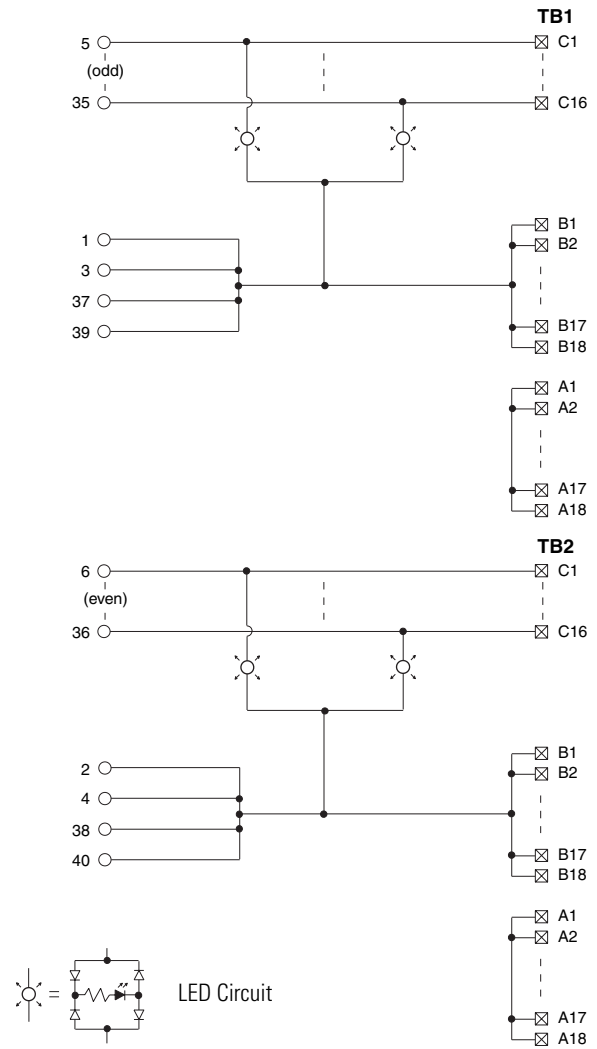 TB1
5 C1
(odd)
35 C16
B1
1 B2
3
37
39 B17
B18
A1
A2
A17
A18
TB2
6 C1
(even)
36 C16
B1
2 B2
4
38
40 B17
B18
A1
A2
= LED Circuit
A17
A18